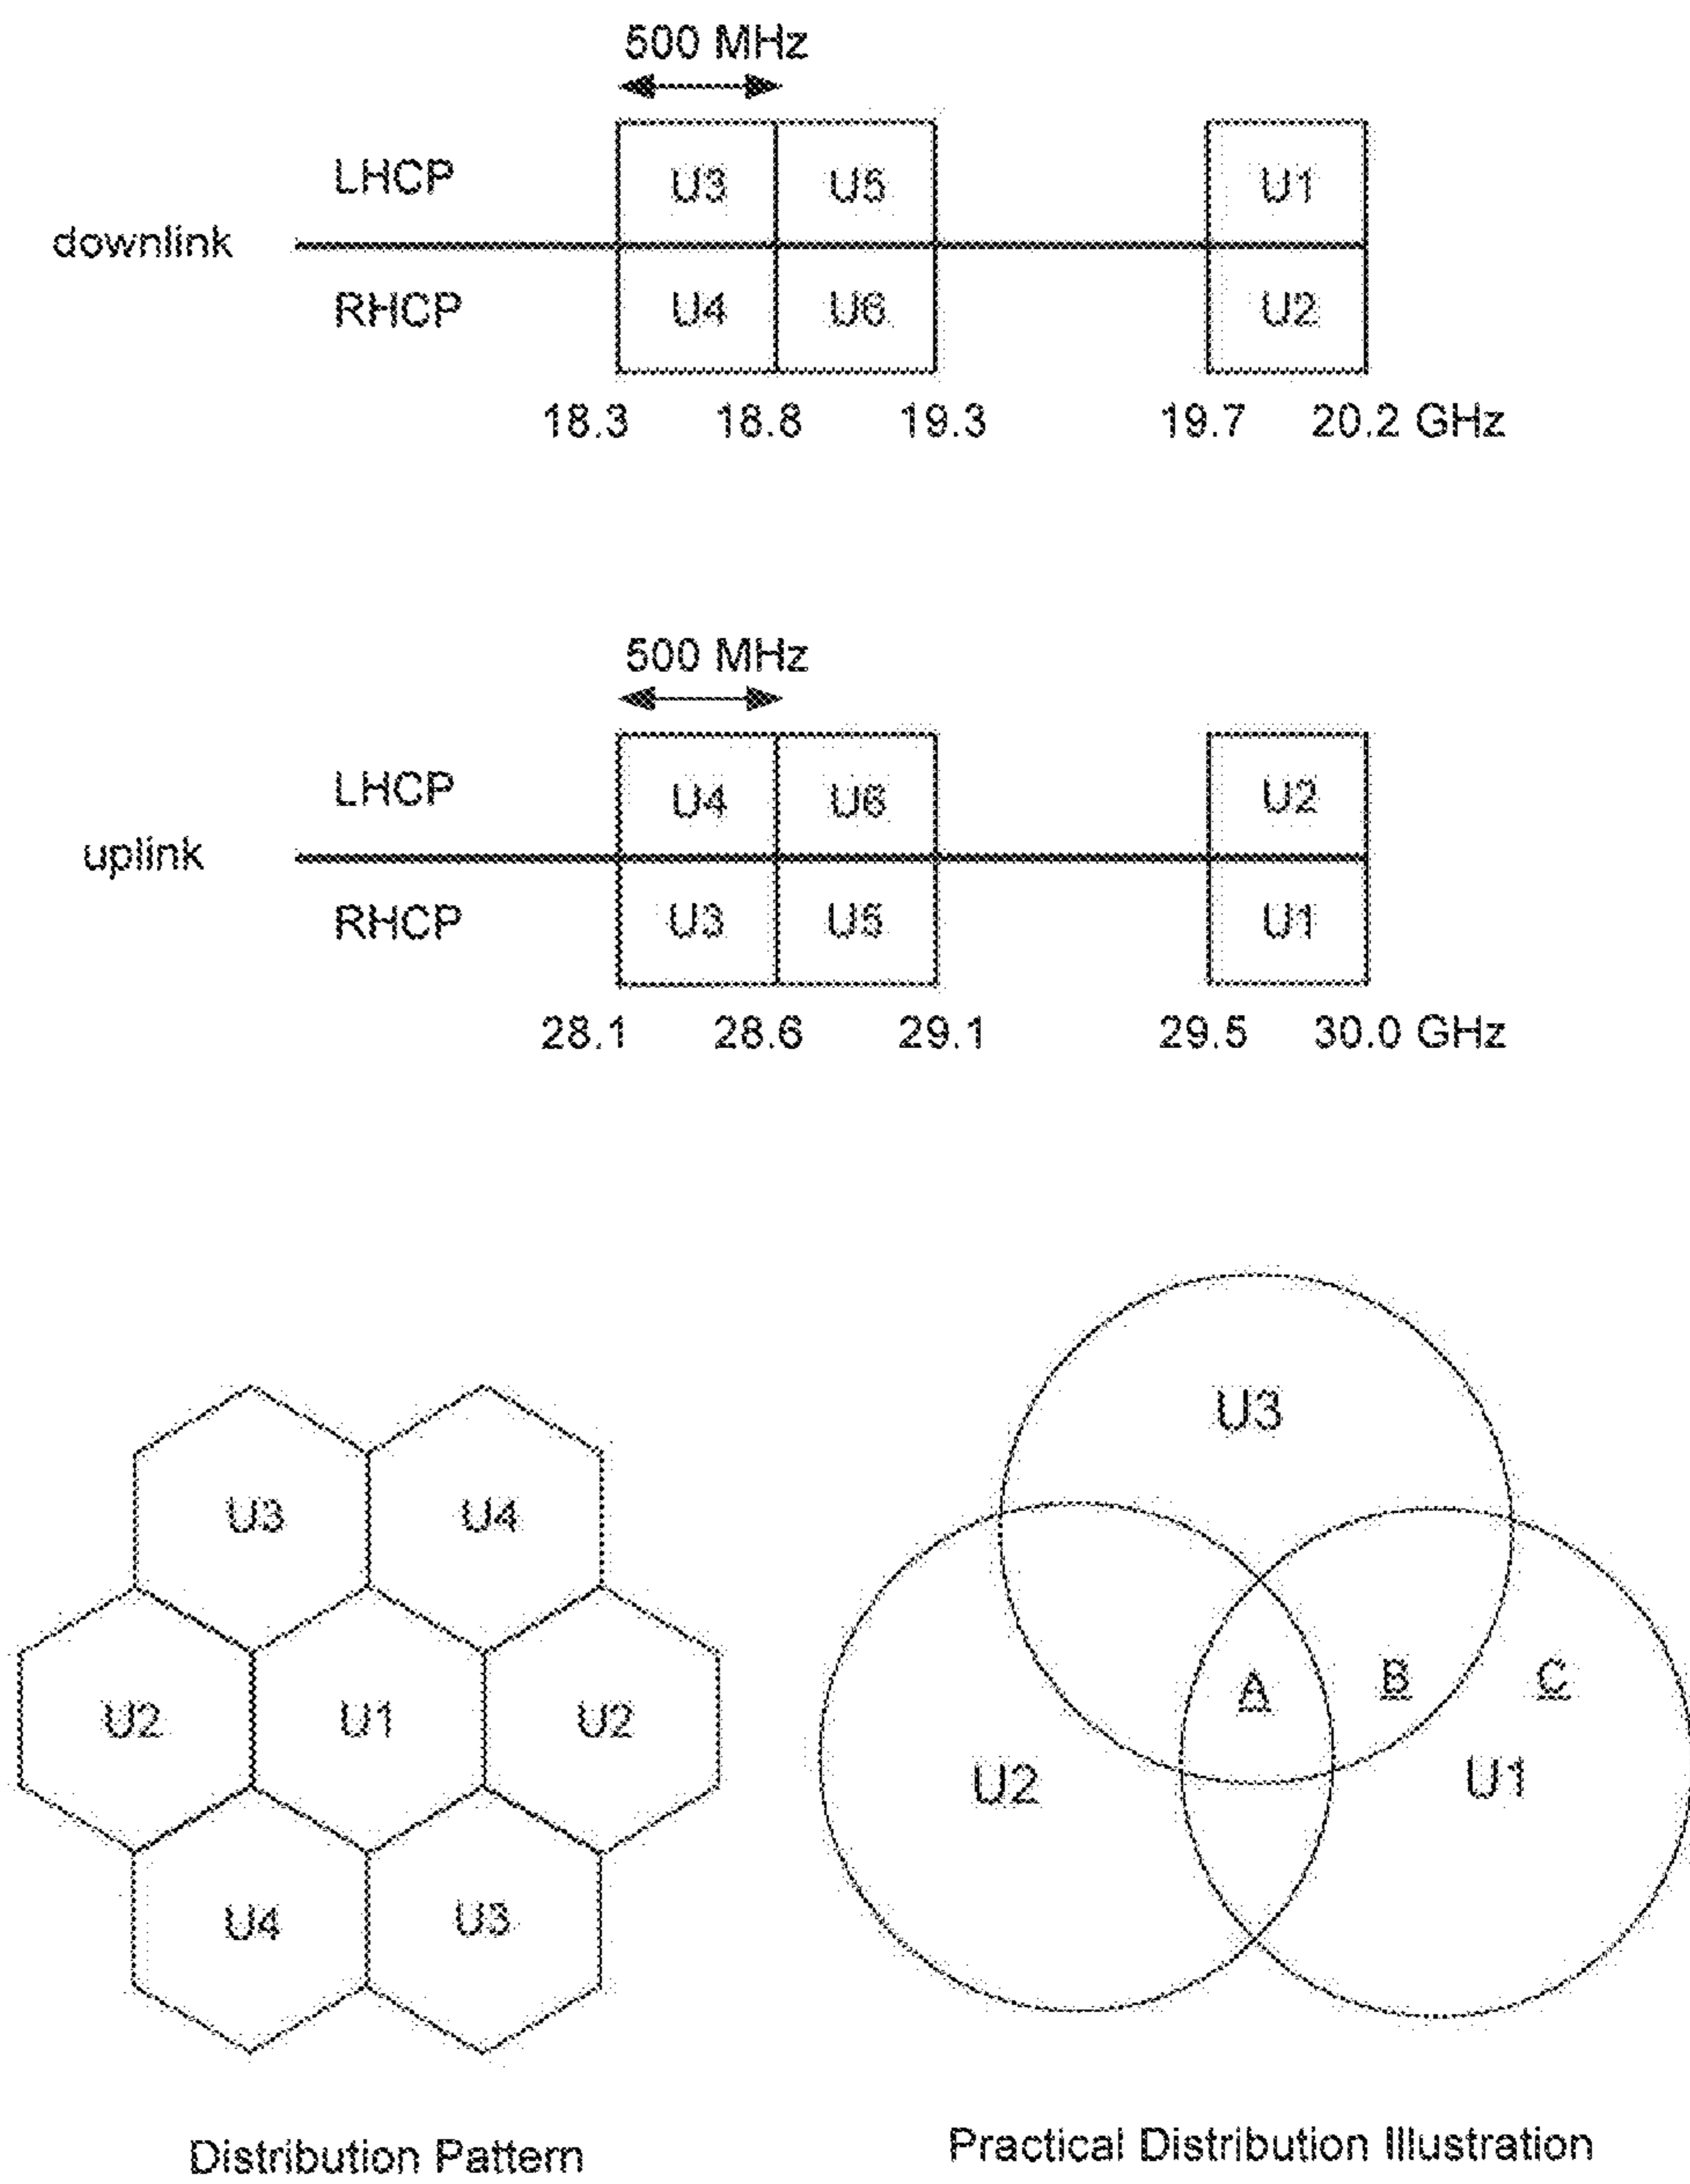 500 MHz
LHCP U3 U5 U1
downlink
RHCP U4 U6 U2
18.3 18.8 19.3 19.7 20.2 GHz
500 MHz
LHCP U4 U6 U2
uplink
RHCP U3 U5 U1
28.1 28.6 29.1 29.5 30.0 GHz
U3 U4
U2 U1 U2
U4 U3
Distribution Pattern
U3
A B C
U2 U1
Practical Distribution Illustration